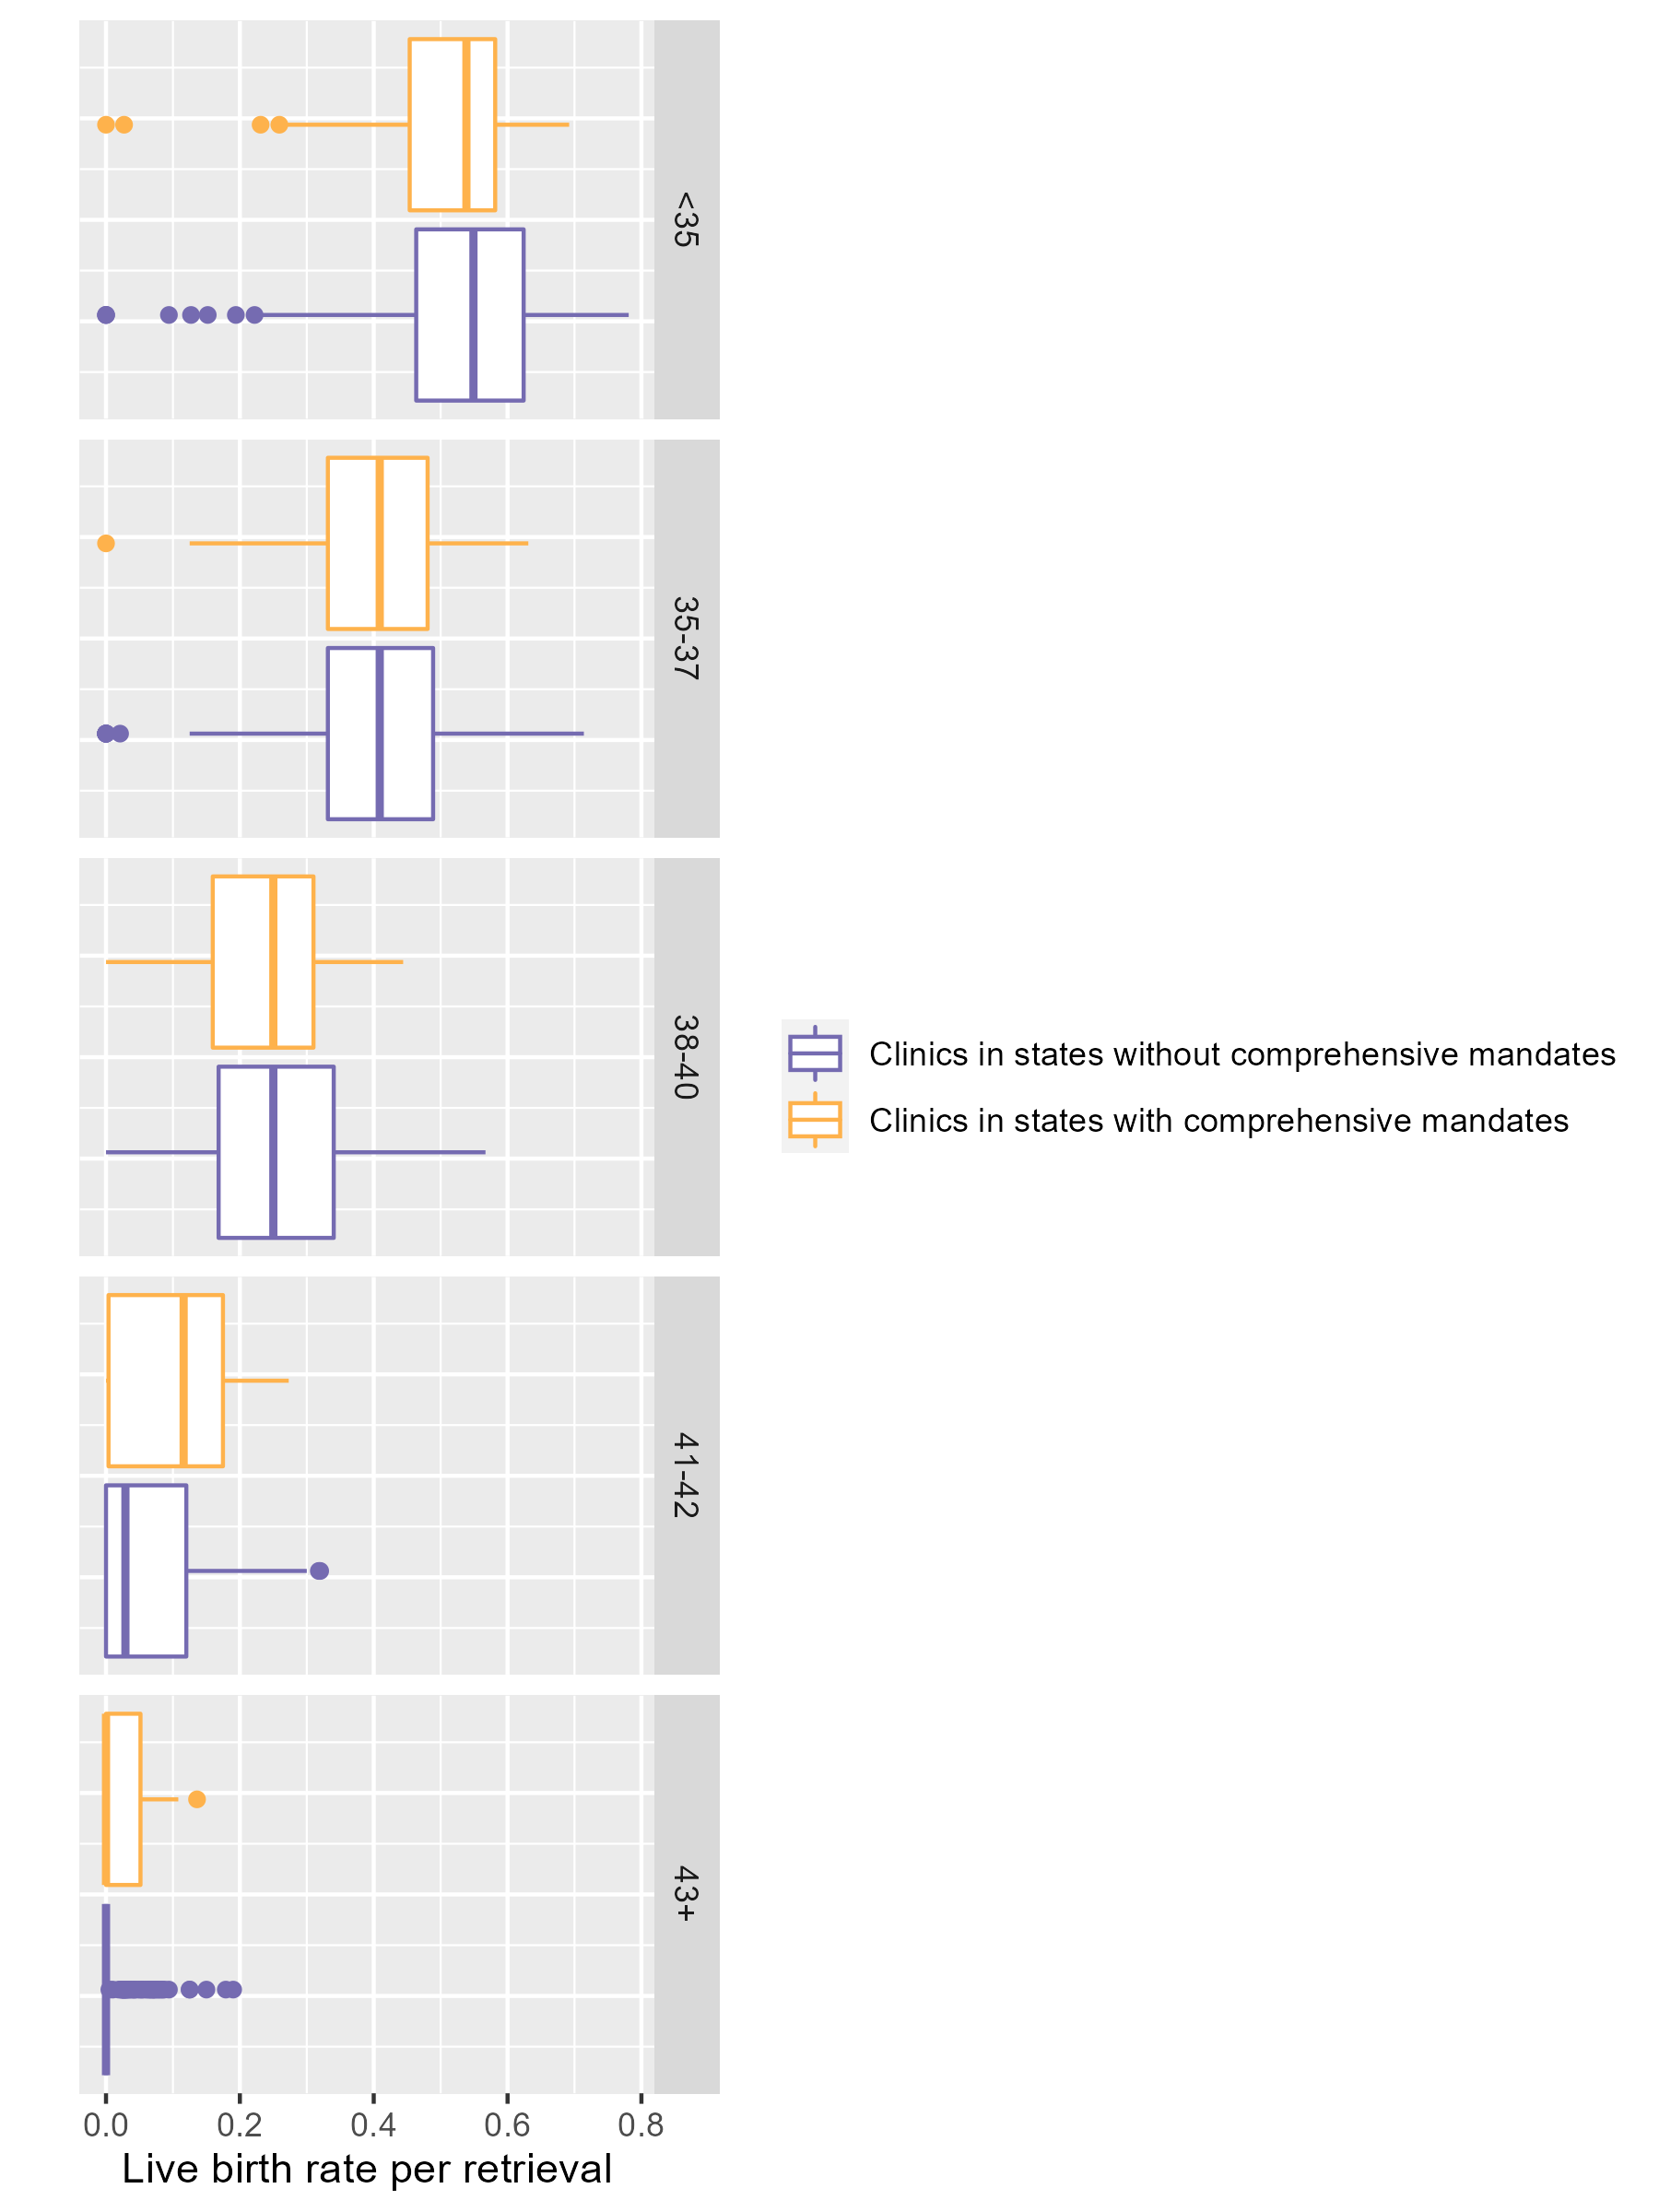 <35
35-37
38-40
Clinics in states without comprehensive mandates
Clinics in states with comprehensive mandates
41-42
43+
0.0 0.2 0.4 0.6 0.8
Live birth rate per retrieval